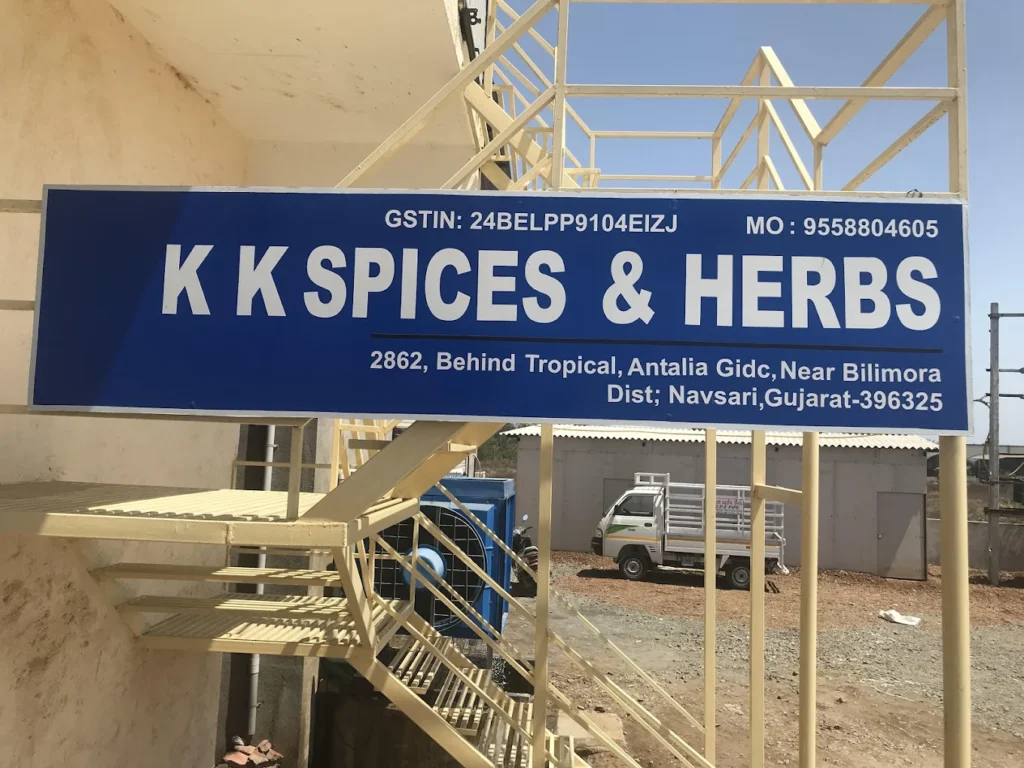 GSTIN: 24BELPP9104EIZJ MO : 9558804605
K K SPICES & HERBS
2862, Behind Tropical, Antalia Gidc, Near Bilimora
Dist; Navsari,Gujarat-396325